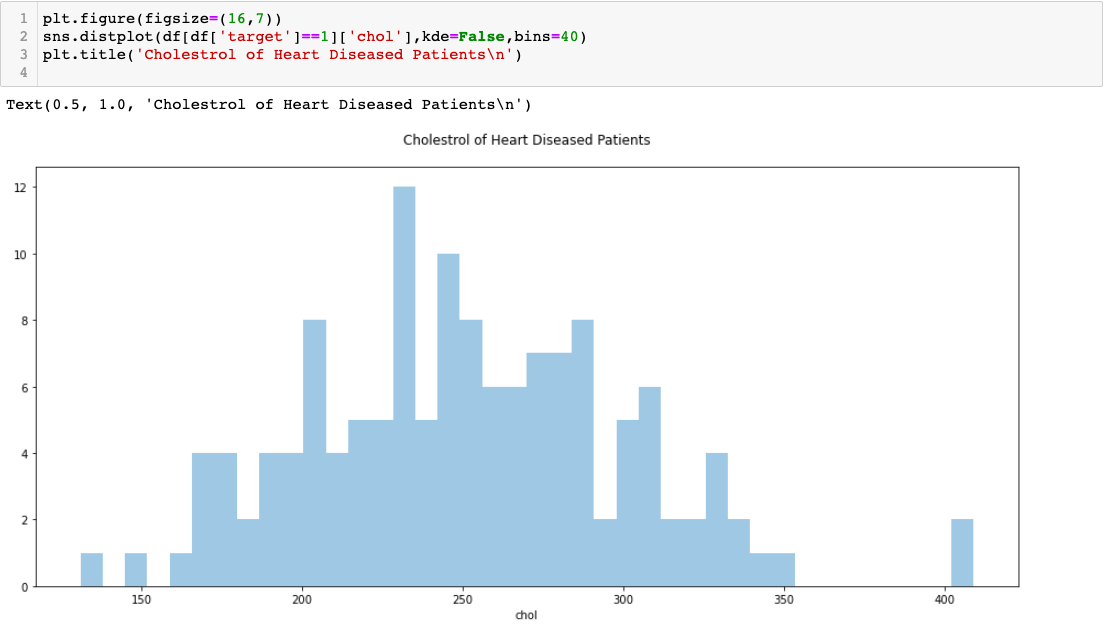 1 plt.figure(figsize=(16,7))
2 sns.distplot(df[df['target']==1]['chol'],kde=False,bins=40)
3 plt.title('Cholestrol of Heart Diseased Patients\n')
4
Text(0.5, 1.0, 'Cholestrol of Heart Diseased Patients\n')
Cholestrol of Heart Diseased Patients
12
10
8
6
4
2
0
150 200 250 300 350 400
chol